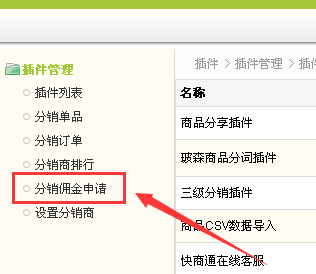 插件管理
插件列表
分销单品
分销订单
分销商排行
分销佣金申请
设置分销商
插件 > 插件管理 >
名称
商品分享插件
破森商品分词插件
三级分销插件
商品CSV数据导入
快商通在线客服